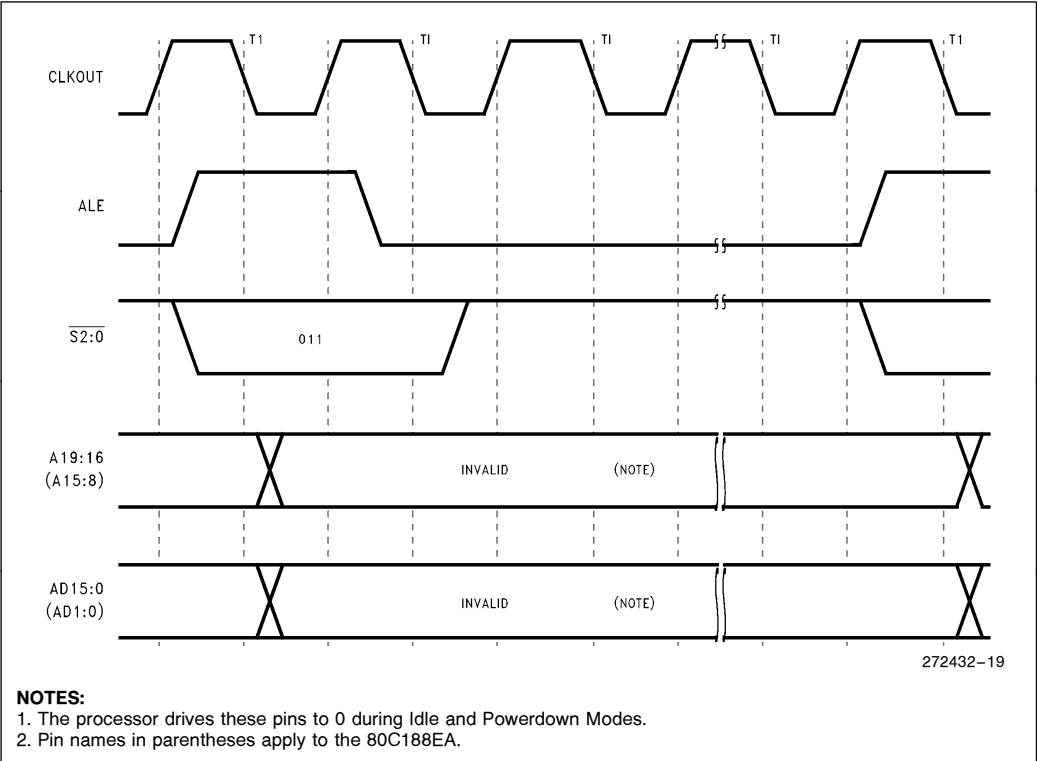 T1 TI TI TI T1
CLKOUT
ALE
S2:0
011
A19:16
(A15:8)
INVALID (NOTE)
AD15:0
(AD1:0)
INVALID (NOTE)
272432–19
NOTES:
1. The processor drives these pins to 0 during Idle and Powerdown Modes.
2. Pin names in parentheses apply to the 80C188EA.